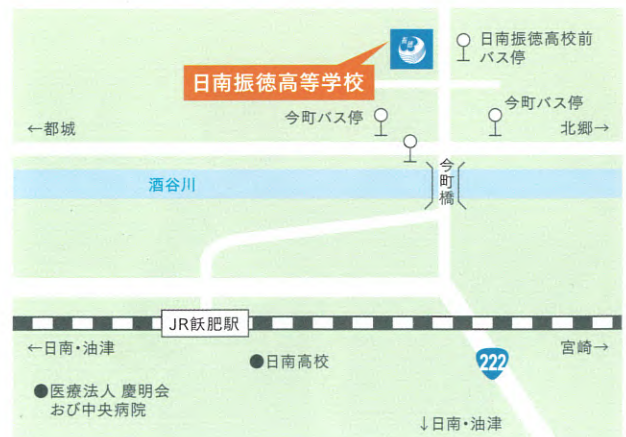 日南振徳高校前
バス停
日南振徳高等学校
今町バス停
今町バス停
←都城
北郷→
今町橋
酒谷川
JR飫肥駅
←日南・油津
宮崎→
●日南高校
222
●医療法人 慶明会
おび中央病院
↓日南・油津